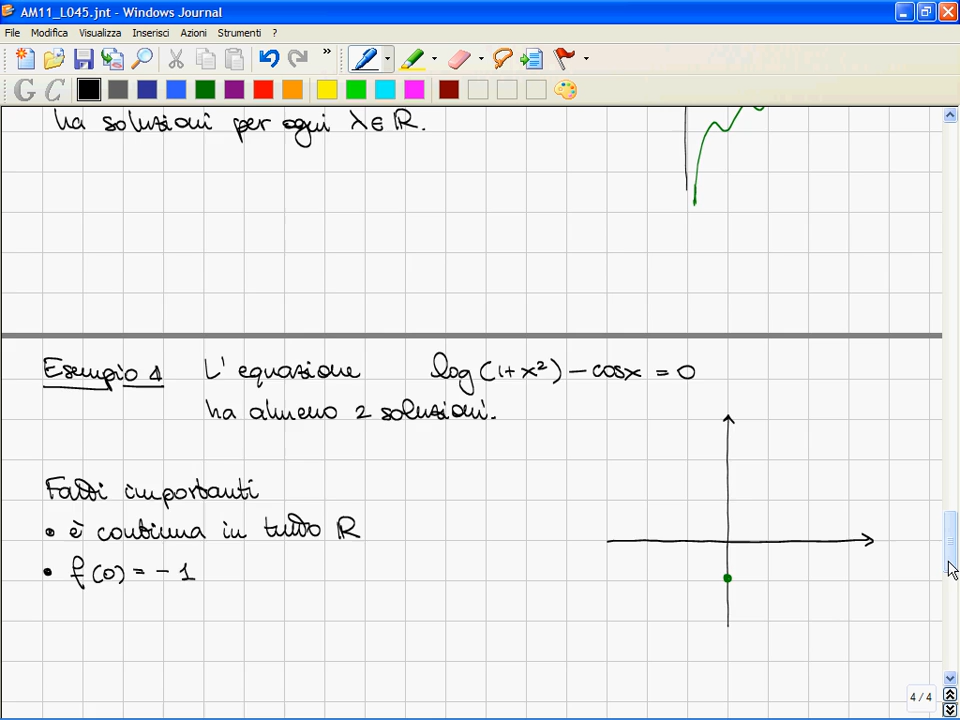 AM11_L045.jnt - Windows Journal
File Modifica Visualizza Inserisci Azioni Strumenti ?
ha soluzioni per ogni λ∈ℝ.
Esempio 1 L'equazione log(1+x²)-cosx=0
ha almeno 2 soluzioni.
Fatti importanti
• è continua in tutto ℝ
• f(0)=-1
4/4